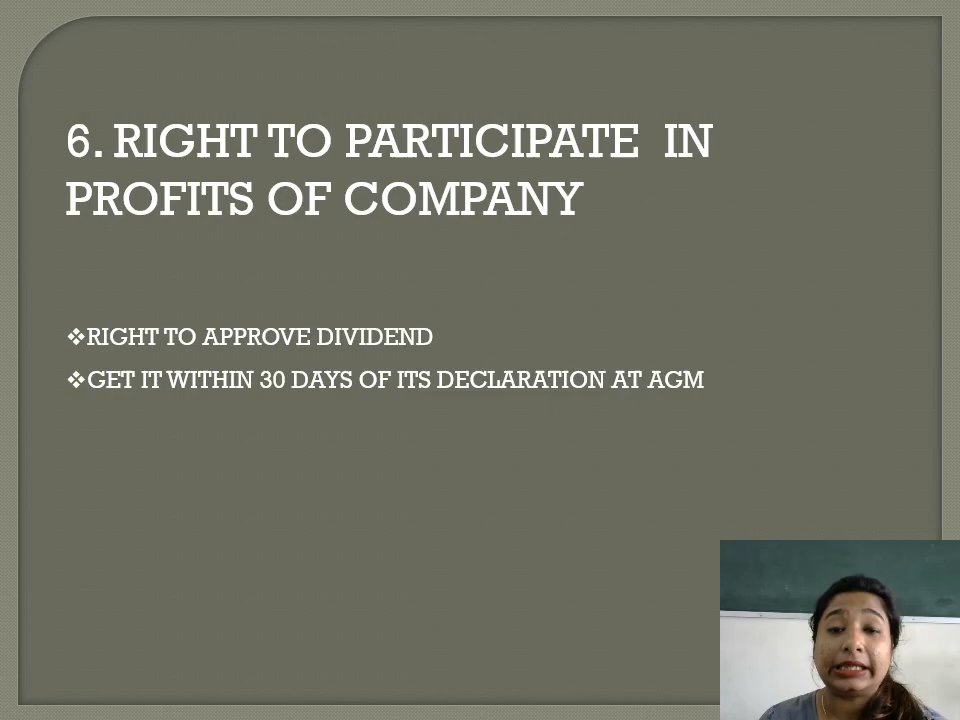 6. RIGHT TO PARTICIPATE IN
PROFITS OF COMPANY
❖RIGHT TO APPROVE DIVIDEND
❖GET IT WITHIN 30 DAYS OF ITS DECLARATION AT AGM